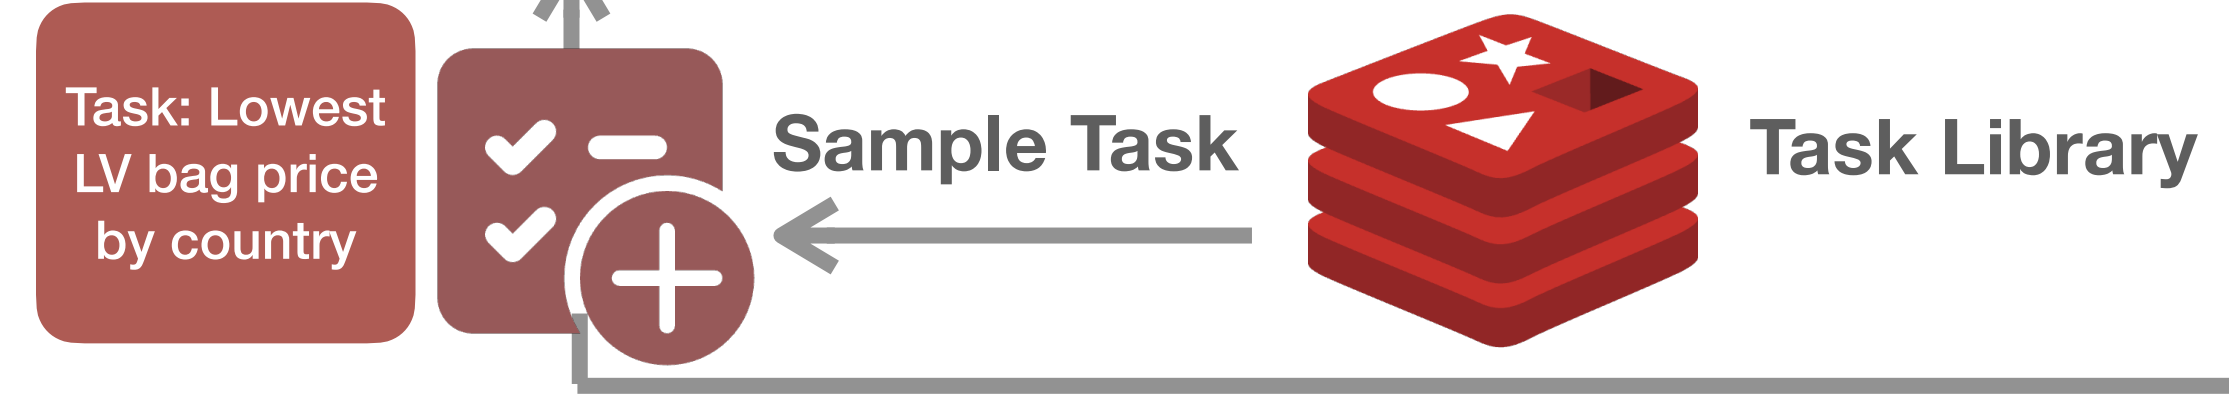 Task: Lowest
LV bag price
by country
Sample Task
Task Library